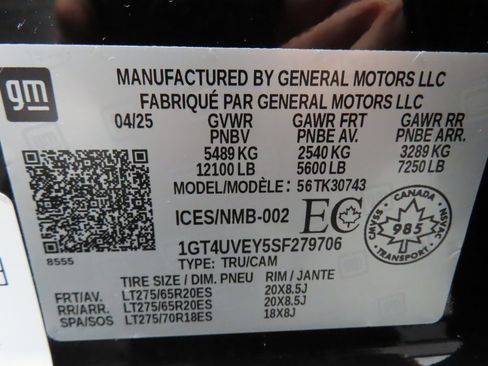 gm
MANUFACTURED BY GENERAL MOTORS LLC
FABRIQUÉ PAR GENERAL MOTORS LLC
04/25 GVWR GAWR FRT GAWR RR
PNBV PNBE AV. PNBE ARR.
5489 KG 2540 KG 3289 KG
12100 LB 5600 LB 7250 LB
MODEL/MODÈLE: 56TK30743
ICES/NMB-002 EC
CANADA
985
SVMAC NSVAC
1GT4UVEY5SF279706
8555
TYPE: TRU/CAM
TIRE SIZE / DIM. PNEU RIM / JANTE
FRT/AV. LT275/65R20ES 20X8.5J
RR/ARR. LT275/65R20ES 20X8.5J
SPA/SOS LT275/70R18ES 18X8J